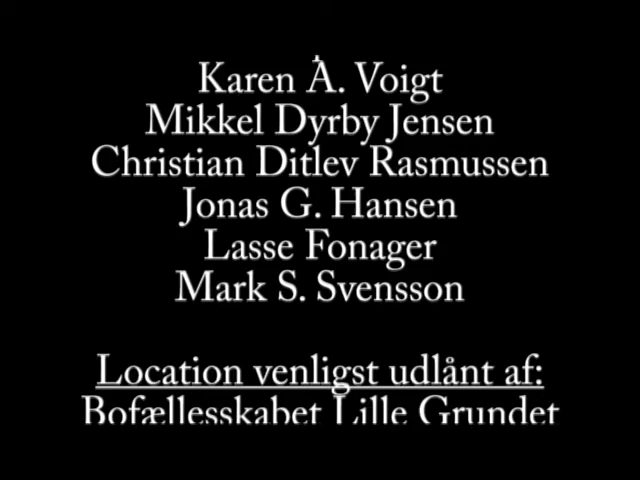 Karen A. Voigt
Mikkel Dyrby Jensen
Christian Ditlev Rasmussen
Jonas G. Hansen
Lasse Fonager
Mark S. Svensson
Location venligst udlånt af:
Bofællesskabet Lille Grundet